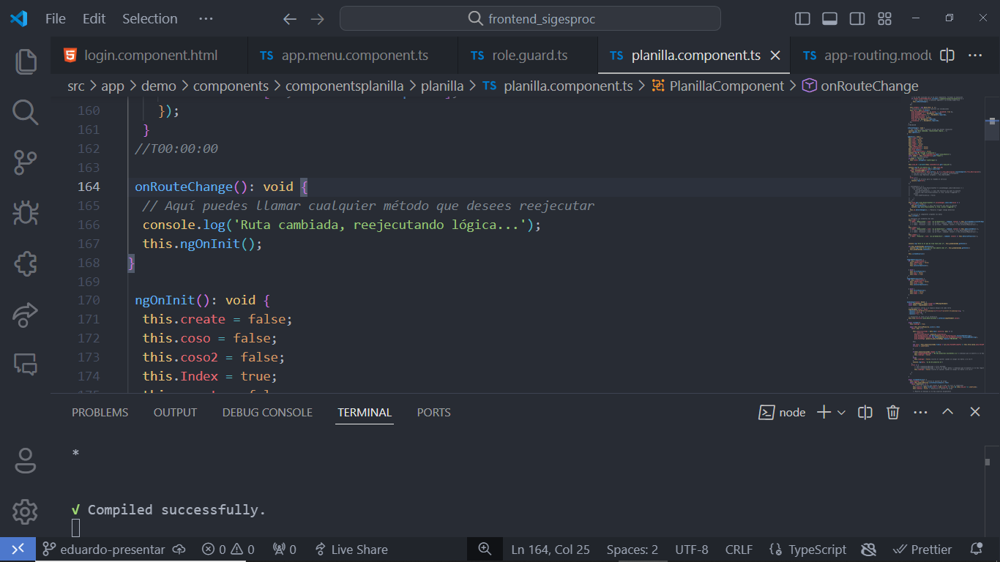 File Edit Selection ··· frontend_sigesproc
login.component.html TS app.menu.component.ts TS role.guard.ts TS planilla.component.ts TS app-routing.modu ···
src > app > demo > components > componentsplanilla > planilla > TS planilla.component.ts > PlanillaComponent > onRouteChange
160 });
161 }
162 //T00:00:00
163
164 onRouteChange(): void {
165 // Aquí puedes llamar cualquier método que desees reejecutar
166 console.log('Ruta cambiada, reejecutando lógica...');
167 this.ngOnInit();
168 }
169
170 ngOnInit(): void {
171 this.create = false;
172 this.coso = false;
173 this.coso2 = false;
174 this.Index = true;
PROBLEMS OUTPUT DEBUG CONSOLE TERMINAL PORTS node
*
√ Compiled successfully.
eduardo-presentar 0 0 0 Live Share Ln 164, Col 25 Spaces: 2 UTF-8 CRLF TypeScript Prettier